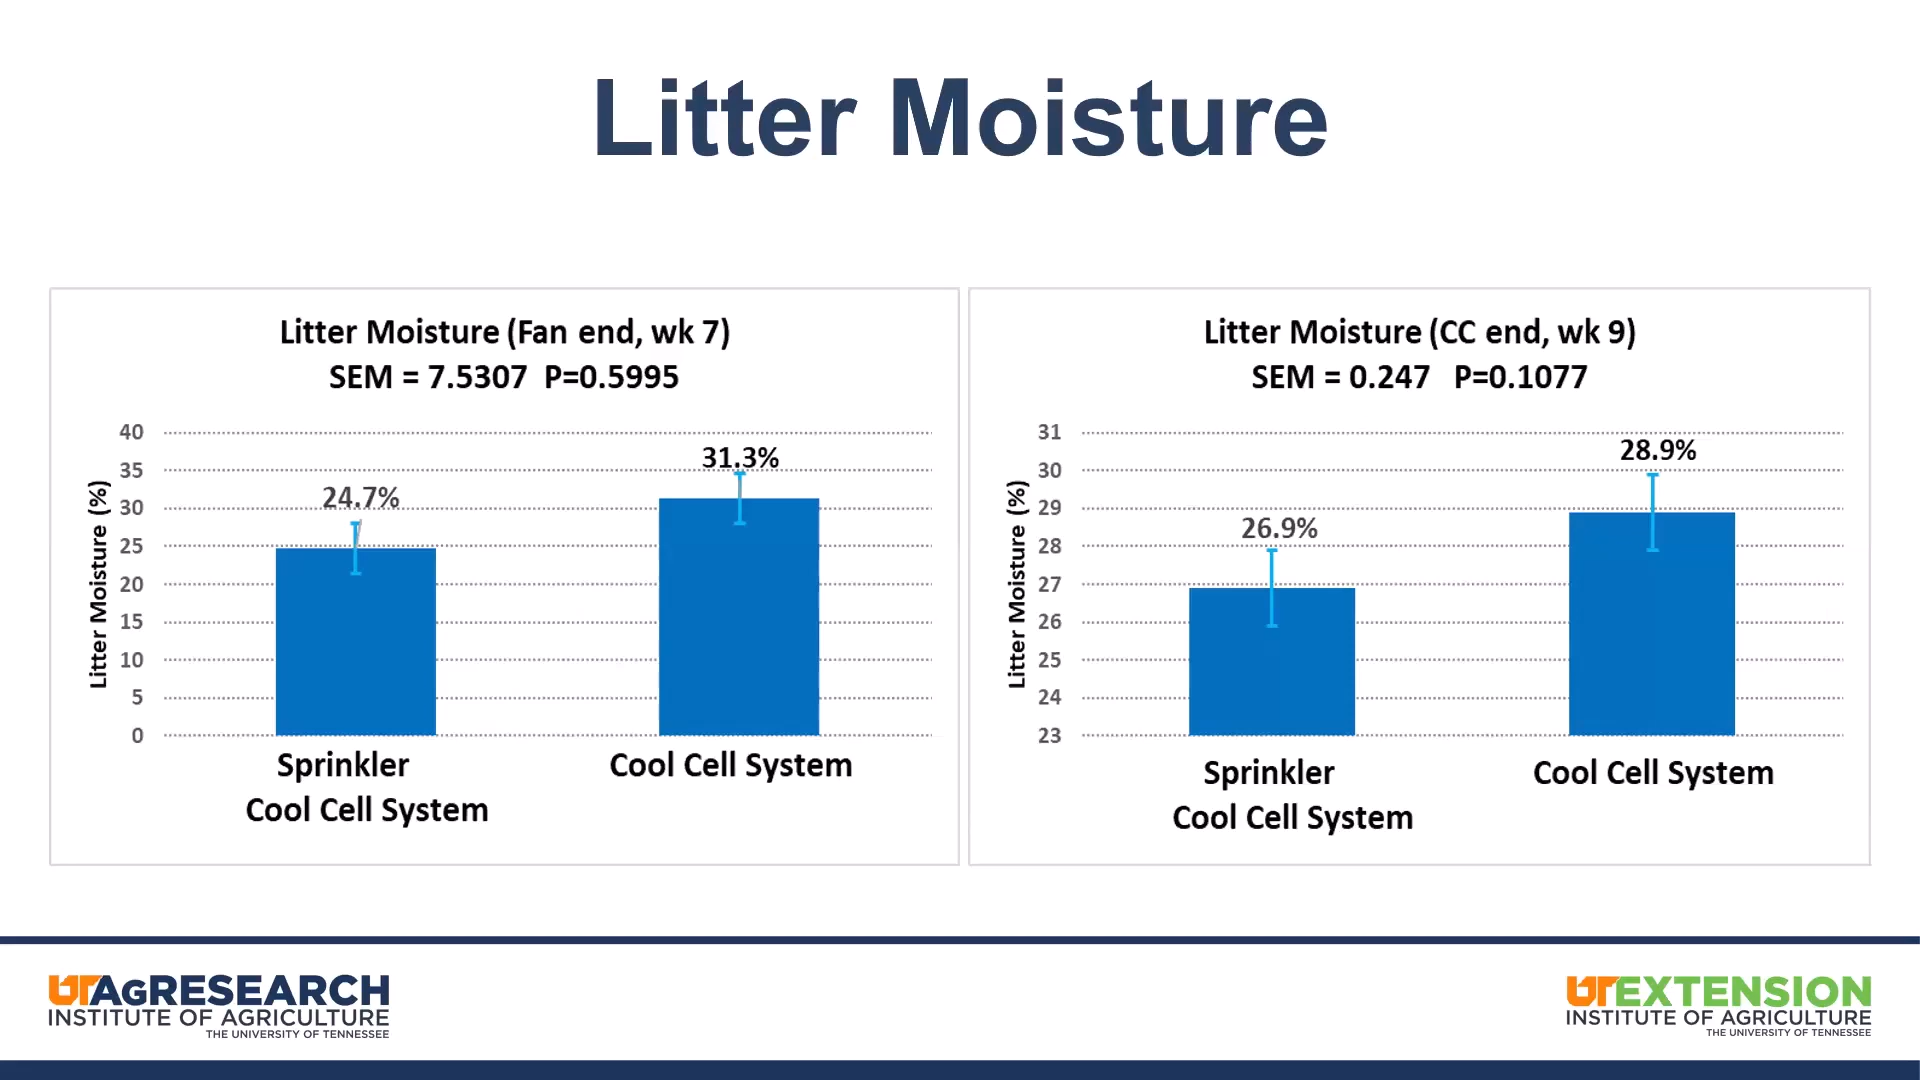 Litter Moisture
Litter Moisture (Fan end, wk 7)
SEM = 7.5307 P=0.5995
Litter Moisture (%)
40
35
30
25
20
15
10
5
0
24.7%
31.3%
Sprinkler
Cool Cell System
Cool Cell System
Litter Moisture (CC end, wk 9)
SEM = 0.247 P=0.1077
Litter Moisture (%)
31
30
29
28
27
26
25
24
23
26.9%
28.9%
Sprinkler
Cool Cell System
Cool Cell System
UTAGRESEARCH
INSTITUTE OF AGRICULTURE
THE UNIVERSITY OF TENNESSEE
UTEXTENSION
INSTITUTE OF AGRICULTURE
THE UNIVERSITY OF TENNESSEE